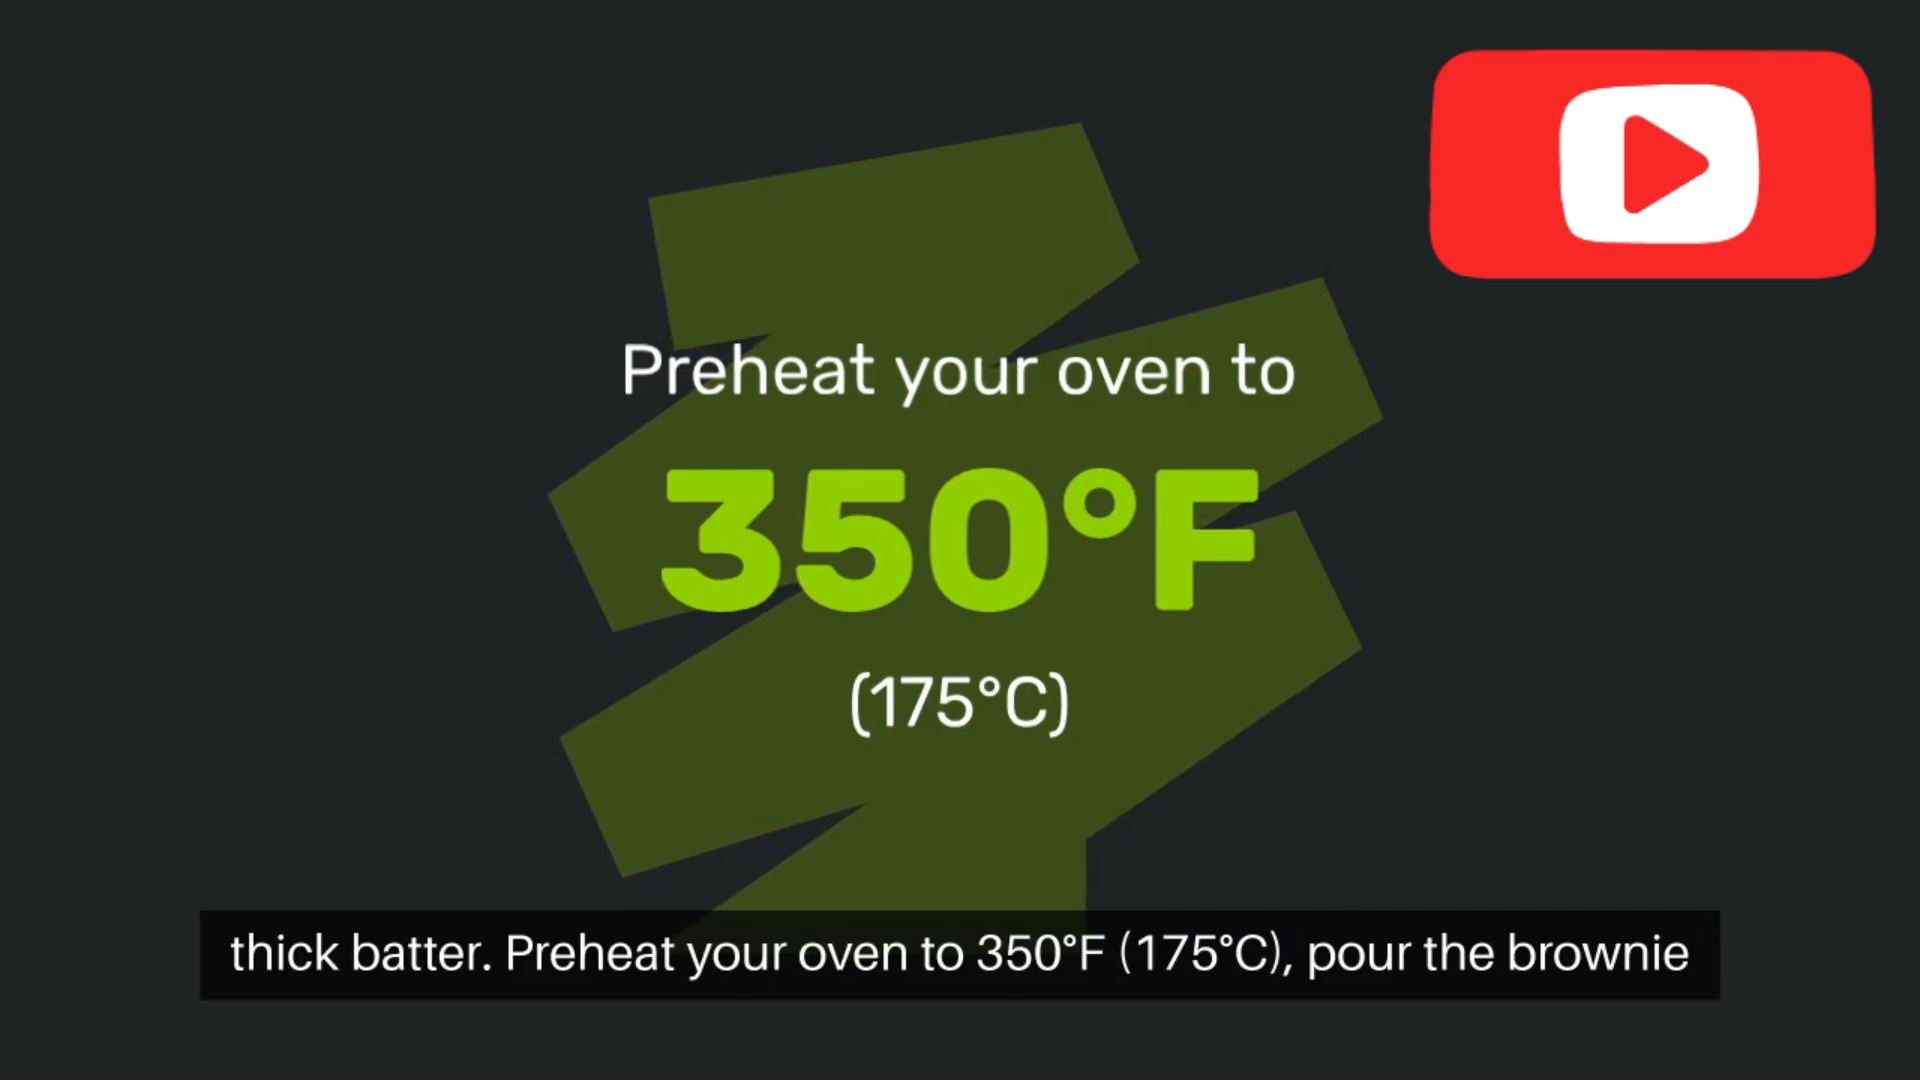 Preheat your oven to
350°F
(175°C)
thick batter. Preheat your oven to 350°F (175°C), pour the brownie